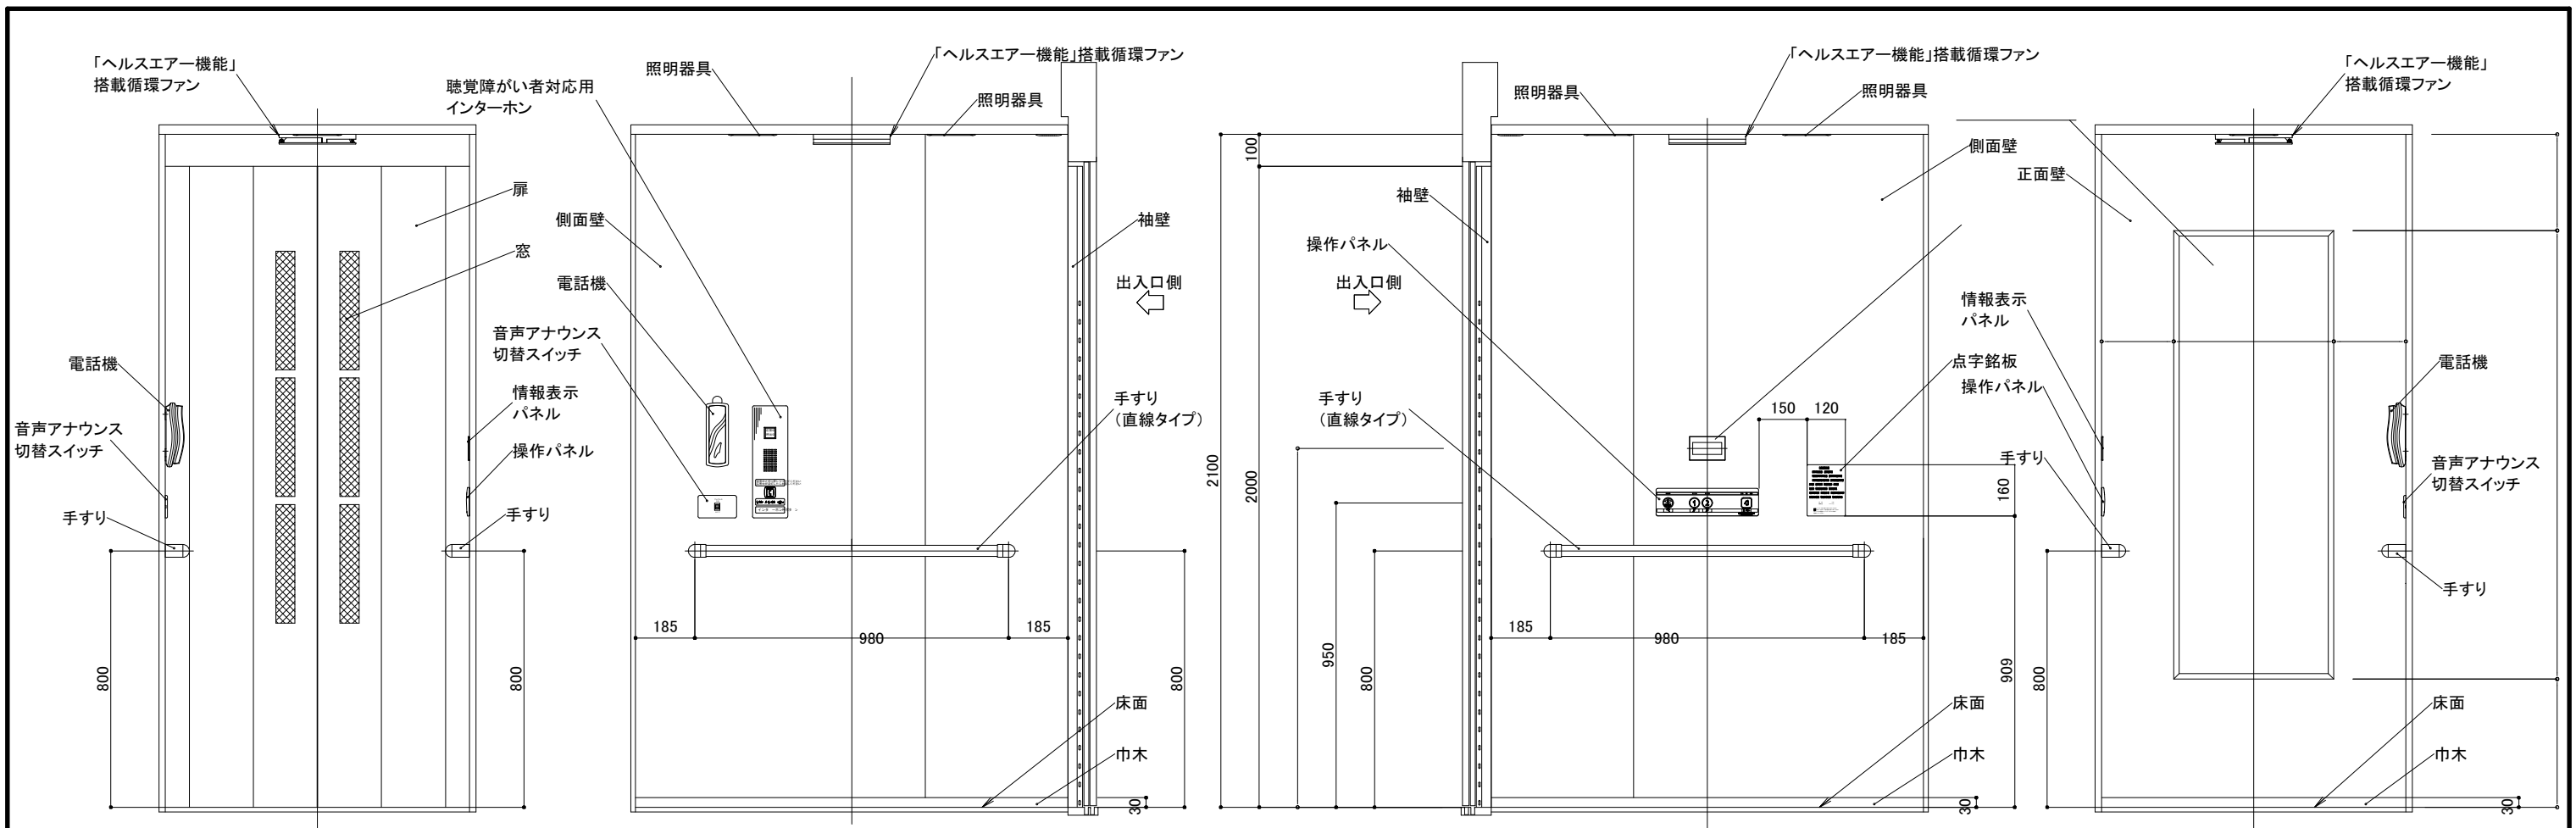 「ヘルスエアー機能」
搭載循環ファン
扉
窓
電話機
音声アナウンス
切替スイッチ
手すり
情報表示
パネル
操作パネル
手すり
800
800
照明器具
「ヘルスエアー機能」搭載循環ファン
聴覚障がい者対応用
インターホン
照明器具
側面壁
袖壁
電話機
出入口側
音声アナウンス
切替スイッチ
手すり
(直線タイプ)
185
980
185
800
床面
巾木
30
「ヘルスエアー機能」搭載循環ファン
照明器具
照明器具
側面壁
袖壁
操作パネル
出入口側
手すり
(直線タイプ)
点字銘板
150
120
160
2100
100
2000
950
800
185
980
185
909
床面
巾木
30
「ヘルスエアー機能」
搭載循環ファン
正面壁
情報表示
パネル
操作パネル
手すり
電話機
音声アナウンス
切替スイッチ
手すり
800
床面
巾木
30